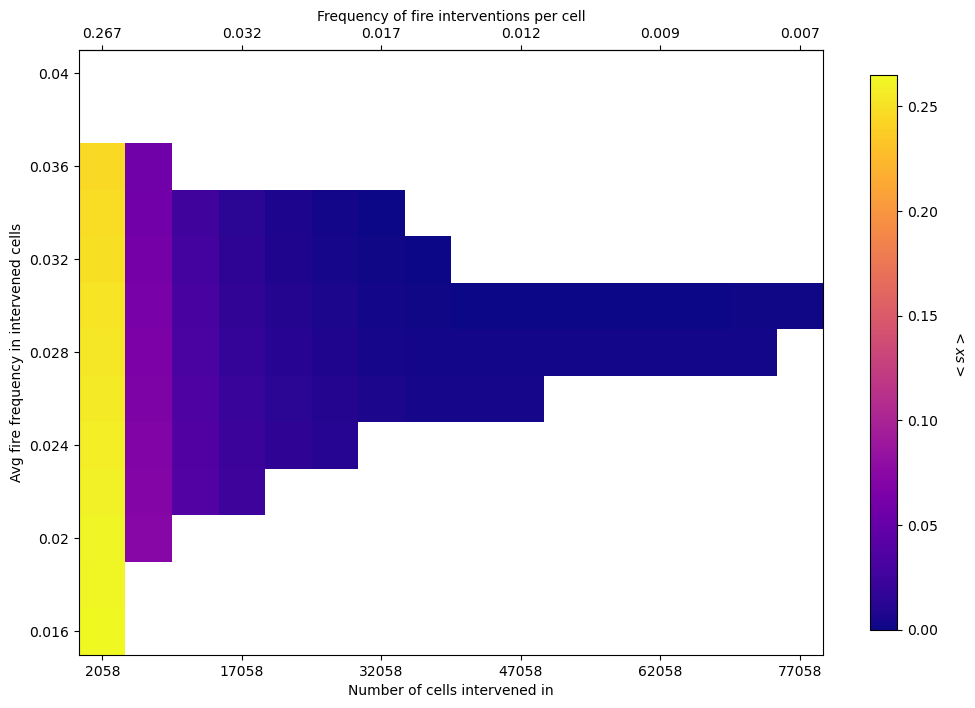 Frequency of fire interventions per cell
0.267 0.032 0.017 0.012 0.009 0.007
0.04
0.036
0.032
0.028
0.024
0.02
0.016
Avg fire frequency in intervened cells
2058 17058 32058 47058 62058 77058
Number of cells intervened in
0.25
0.20
0.15
0.10
0.05
0.00
< xs >